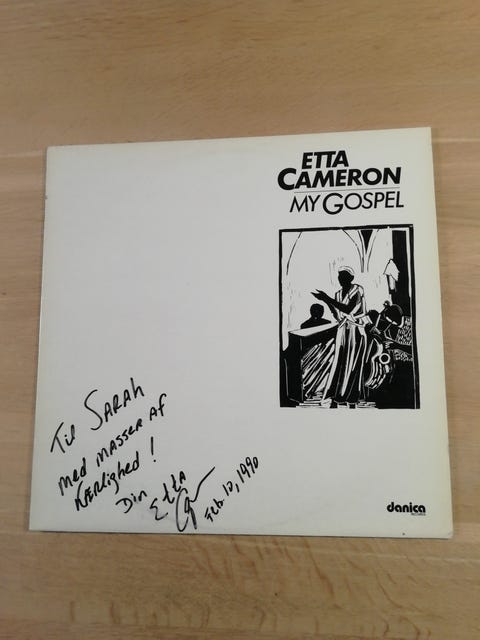 ETTA
CAMERON
MY GOSPEL
Til SARAH
Med MASSER AF
KÆRlighed!
Din Etta
Feb. 10, 1990
danica